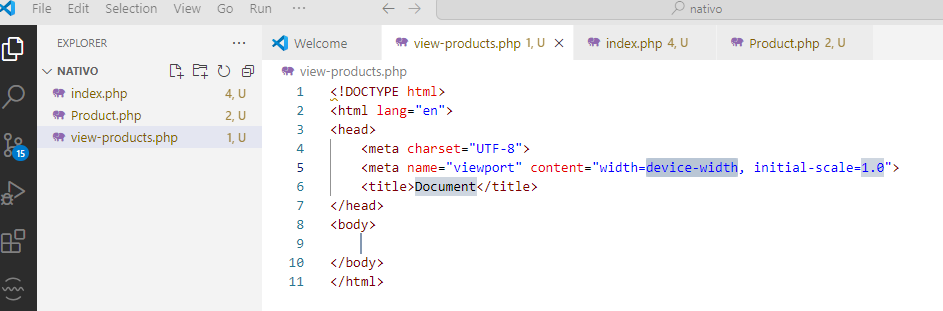 File Edit Selection View Go Run ··· nativo
EXPLORER ···
NATIVO
index.php 4, U
Product.php 2, U
view-products.php 1, U
15
Welcome view-products.php 1, U index.php 4, U Product.php 2, U
view-products.php
1 <!DOCTYPE html>
2 <html lang="en">
3 <head>
4 <meta charset="UTF-8">
5 <meta name="viewport" content="width=device-width, initial-scale=1.0">
6 <title>Document</title>
7 </head>
8 <body>
9
10 </body>
11 </html>